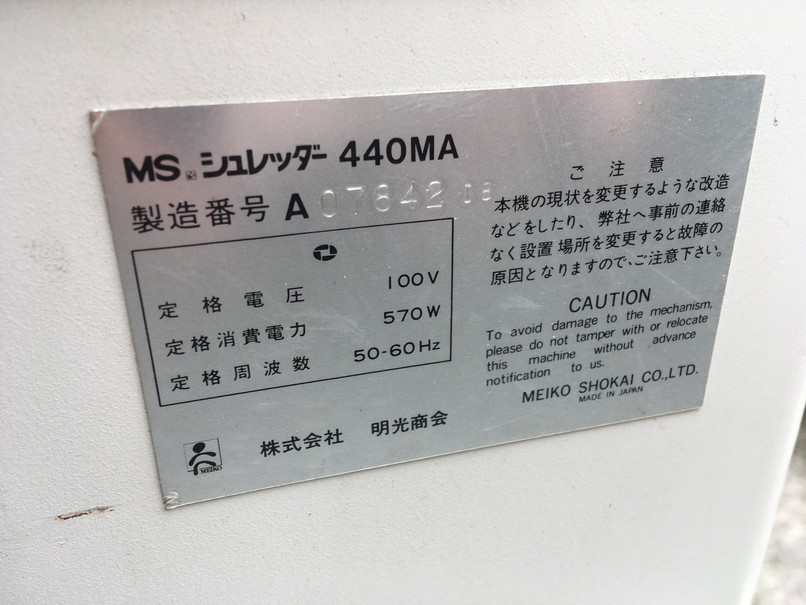 MS シュレッダー 440MA
製造番号 A 07842 18
定格電圧 100V
定格消費電力 570W
定格周波数 50-60Hz
MEIKO
株式会社 明光商会
ご注意
本機の現状を変更するような改造
などをしたり、弊社へ事前の連絡
なく設置場所を変更すると故障の
原因となりますので、ご注意下さい。
CAUTION
To avoid damage to the mechanism,
please do not tamper with or relocate
this machine without advance
notification to us.
MEIKO SHOKAI CO.,LTD.
MADE IN JAPAN